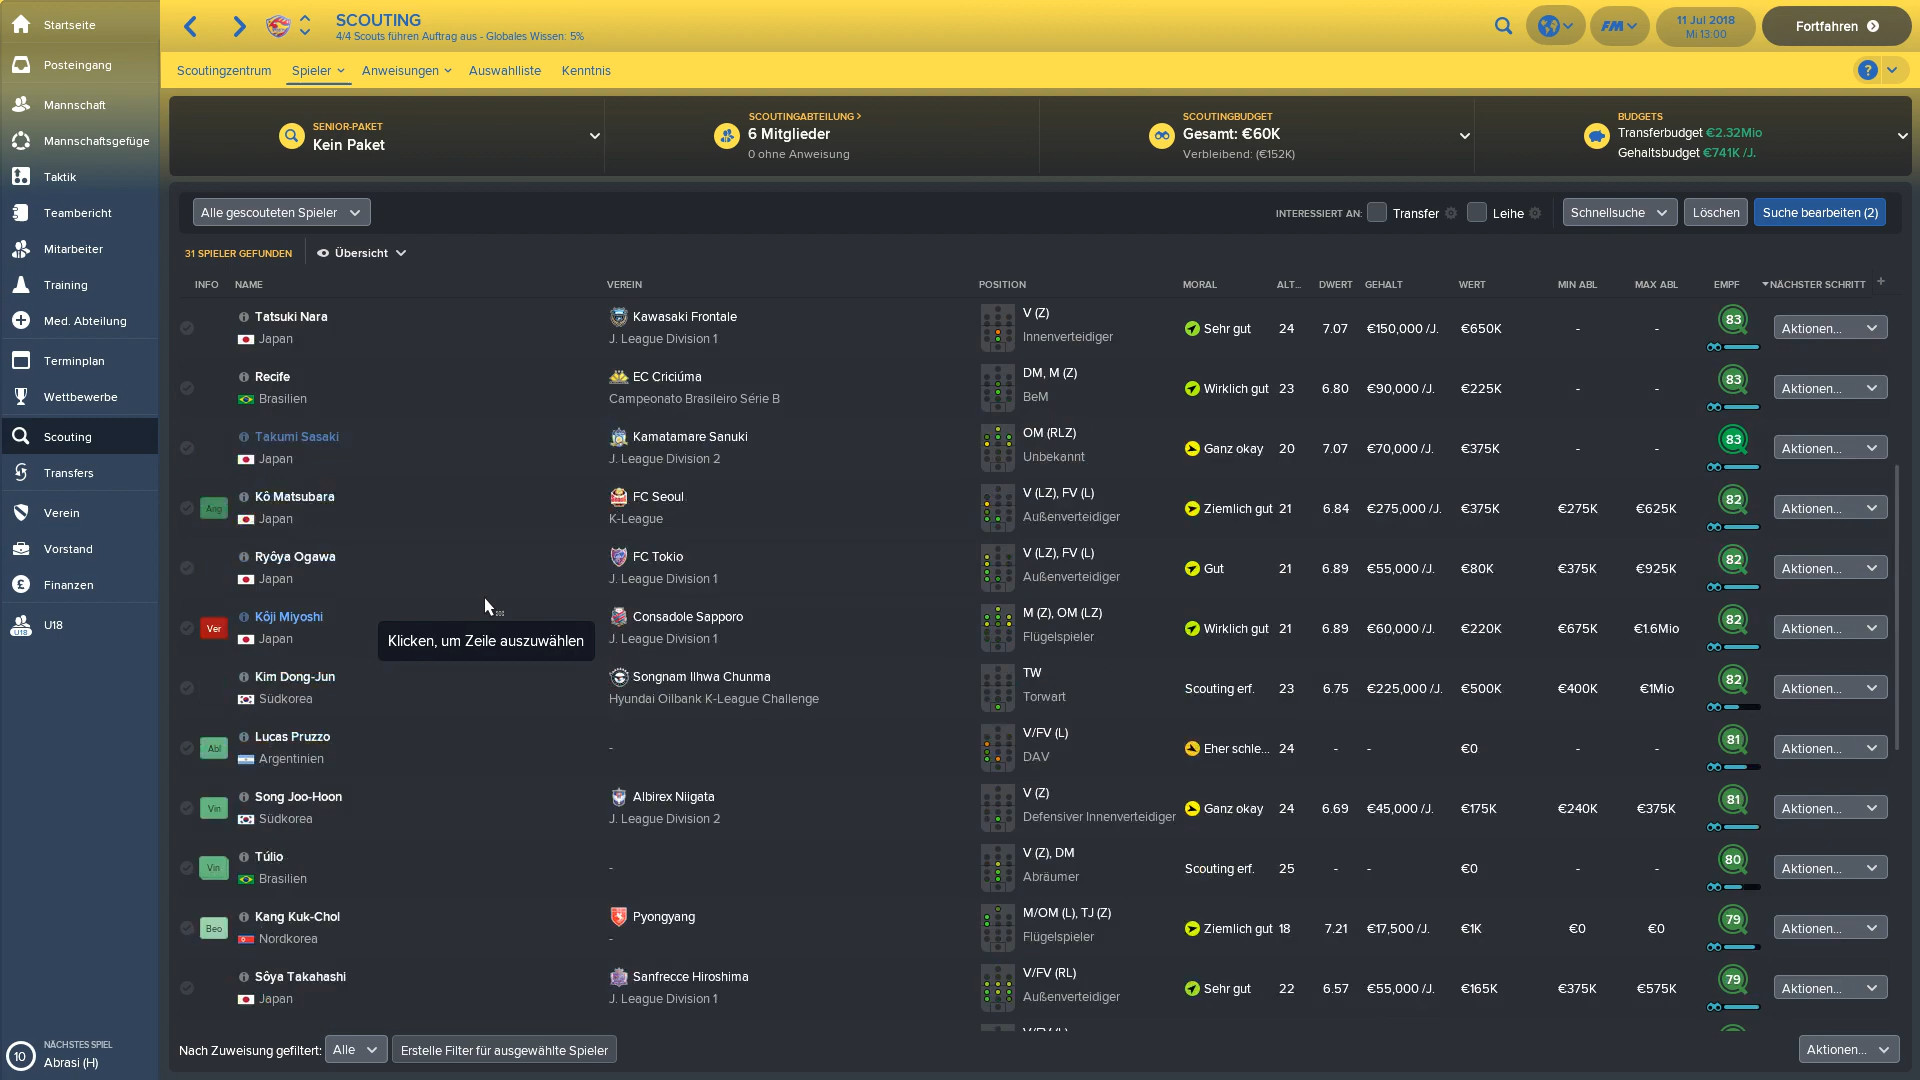 Startseite
Posteingang
Mannschaft
Mannschaftsgefüge
Taktik
Teambericht
Mitarbeiter
Training
Med. Abteilung
Terminplan
Wettbewerbe
Scouting
Transfers
Verein
Vorstand
Finanzen
U18
U18
10
NÄCHSTES SPIEL
Abrasi (H)
SCOUTING
4/4 Scouts führen Auftrag aus - Globales Wissen: 5%
FM
11 Jul 2018
Mi 13:00
Fortfahren
Scoutingzentrum Spieler Anweisungen Auswahlliste Kenntnis
?
SENIOR-PAKET
Kein Paket
SCOUTINGABTEILUNG >
6 Mitglieder
0 ohne Anweisung
SCOUTINGBUDGET
Gesamt: €60K
Verbleibend: (€152K)
BUDGETS
Transferbudget €2.32Mio
Gehaltsbudget €741K /J.
Alle gescouteten Spieler
INTERESSIERT AN: Transfer Leihe
Schnellsuche Löschen Suche bearbeiten (2)
31 SPIELER GEFUNDEN Übersicht
INFO NAME VEREIN POSITION MORAL ALT... DWERT GEHALT WERT MIN ABL MAX ABL EMPF NÄCHSTER SCHRITT +
Tatsuki Nara Kawasaki Frontale V (Z)
Sehr gut 24 7.07 €150,000 /J. €650K - - 83 Aktionen...
Japan J. League Division 1 Innenverteidiger
Recife EC Criciúma DM, M (Z)
Wirklich gut 23 6.80 €90,000 /J. €225K - - 83 Aktionen...
Brasilien Campeonato Brasileiro Série B BeM
Takumi Sasaki Kamatamare Sanuki OM (RLZ)
Ganz okay 20 7.07 €70,000 /J. €375K - - 83 Aktionen...
Japan J. League Division 2 Unbekannt
Kô Matsubara FC Seoul V (LZ), FV (L)
Ang Ziemlich gut 21 6.84 €275,000 /J. €375K €275K €625K 82 Aktionen...
Japan K-League Außenverteidiger
Ryôya Ogawa FC Tokio V (LZ), FV (L)
Gut 21 6.89 €55,000 /J. €80K €375K €925K 82 Aktionen...
Japan J. League Division 1 Außenverteidiger
Kôji Miyoshi Consadole Sapporo M (Z), OM (LZ)
Ver Wirklich gut 21 6.89 €60,000 /J. €220K €675K €1.6Mio 82 Aktionen...
Japan J. League Division 1 Flügelspieler
Klicken, um Zeile auszuwählen
Kim Dong-Jun Songnam Ilhwa Chunma TW
Scouting erf. 23 6.75 €225,000 /J. €500K €400K €1Mio 82 Aktionen...
Südkorea Hyundai Oilbank K-League Challenge Torwart
Lucas Pruzzo V/FV (L)
Abl - Eher schle... 24 - - €0 - - 81 Aktionen...
Argentinien DAV
Song Joo-Hoon Albirex Niigata V (Z)
Vin Ganz okay 24 6.69 €45,000 /J. €175K €240K €375K 81 Aktionen...
Südkorea J. League Division 2 Defensiver Innenverteidiger
Túlio V (Z), DM
Vin - Scouting erf. 25 - - €0 - - 80 Aktionen...
Brasilien Abräumer
Kang Kuk-Chol Pyongyang M/OM (L), TJ (Z)
Beo Ziemlich gut 18 7.21 €17,500 /J. €1K €0 €0 79 Aktionen...
Nordkorea - Flügelspieler
Sôya Takahashi Sanfrecce Hiroshima V/FV (RL)
Sehr gut 22 6.57 €55,000 /J. €165K €375K €575K 79 Aktionen...
Japan J. League Division 1 Außenverteidiger
Nach Zuweisung gefiltert: Alle Erstelle Filter für ausgewählte Spieler Aktionen...